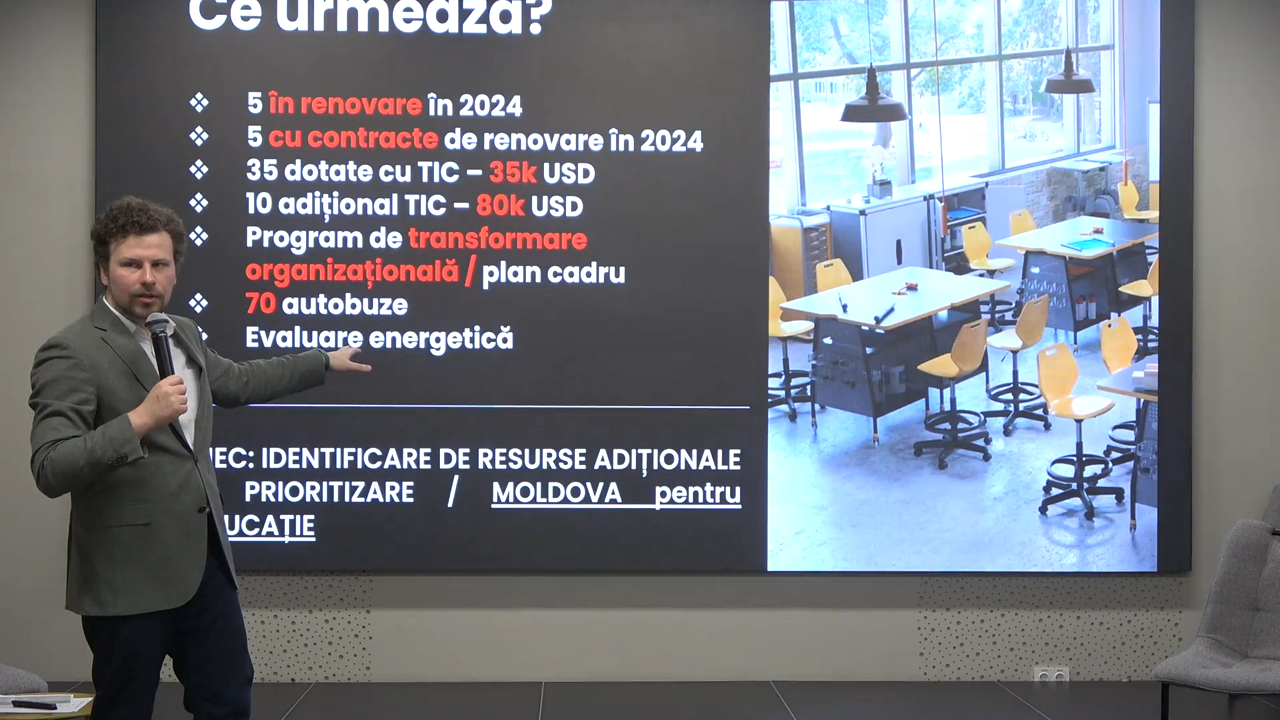 Ce urmează?
❖ 5 în renovare în 2024
❖ 5 cu contracte de renovare în 2024
❖ 35 dotate cu TIC – 35k USD
❖ 10 adițional TIC – 80k USD
❖ Program de transformare
organizațională / plan cadru
❖ 70 autobuze
Evaluare energetică
IDENTIFICARE DE RESURSE ADIȚIONALE
PRIORITIZARE / MOLDOVA pentru